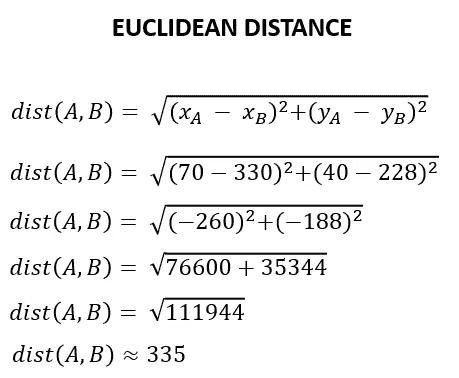 EUCLIDEAN DISTANCE
dist(A, B) = √(x_A − x_B)²+(y_A − y_B)²
dist(A, B) = √(70 − 330)²+(40 − 228)²
dist(A, B) = √(−260)²+(−188)²
dist(A, B) = √76600 + 35344
dist(A, B) = √111944
dist(A, B) ≈ 335